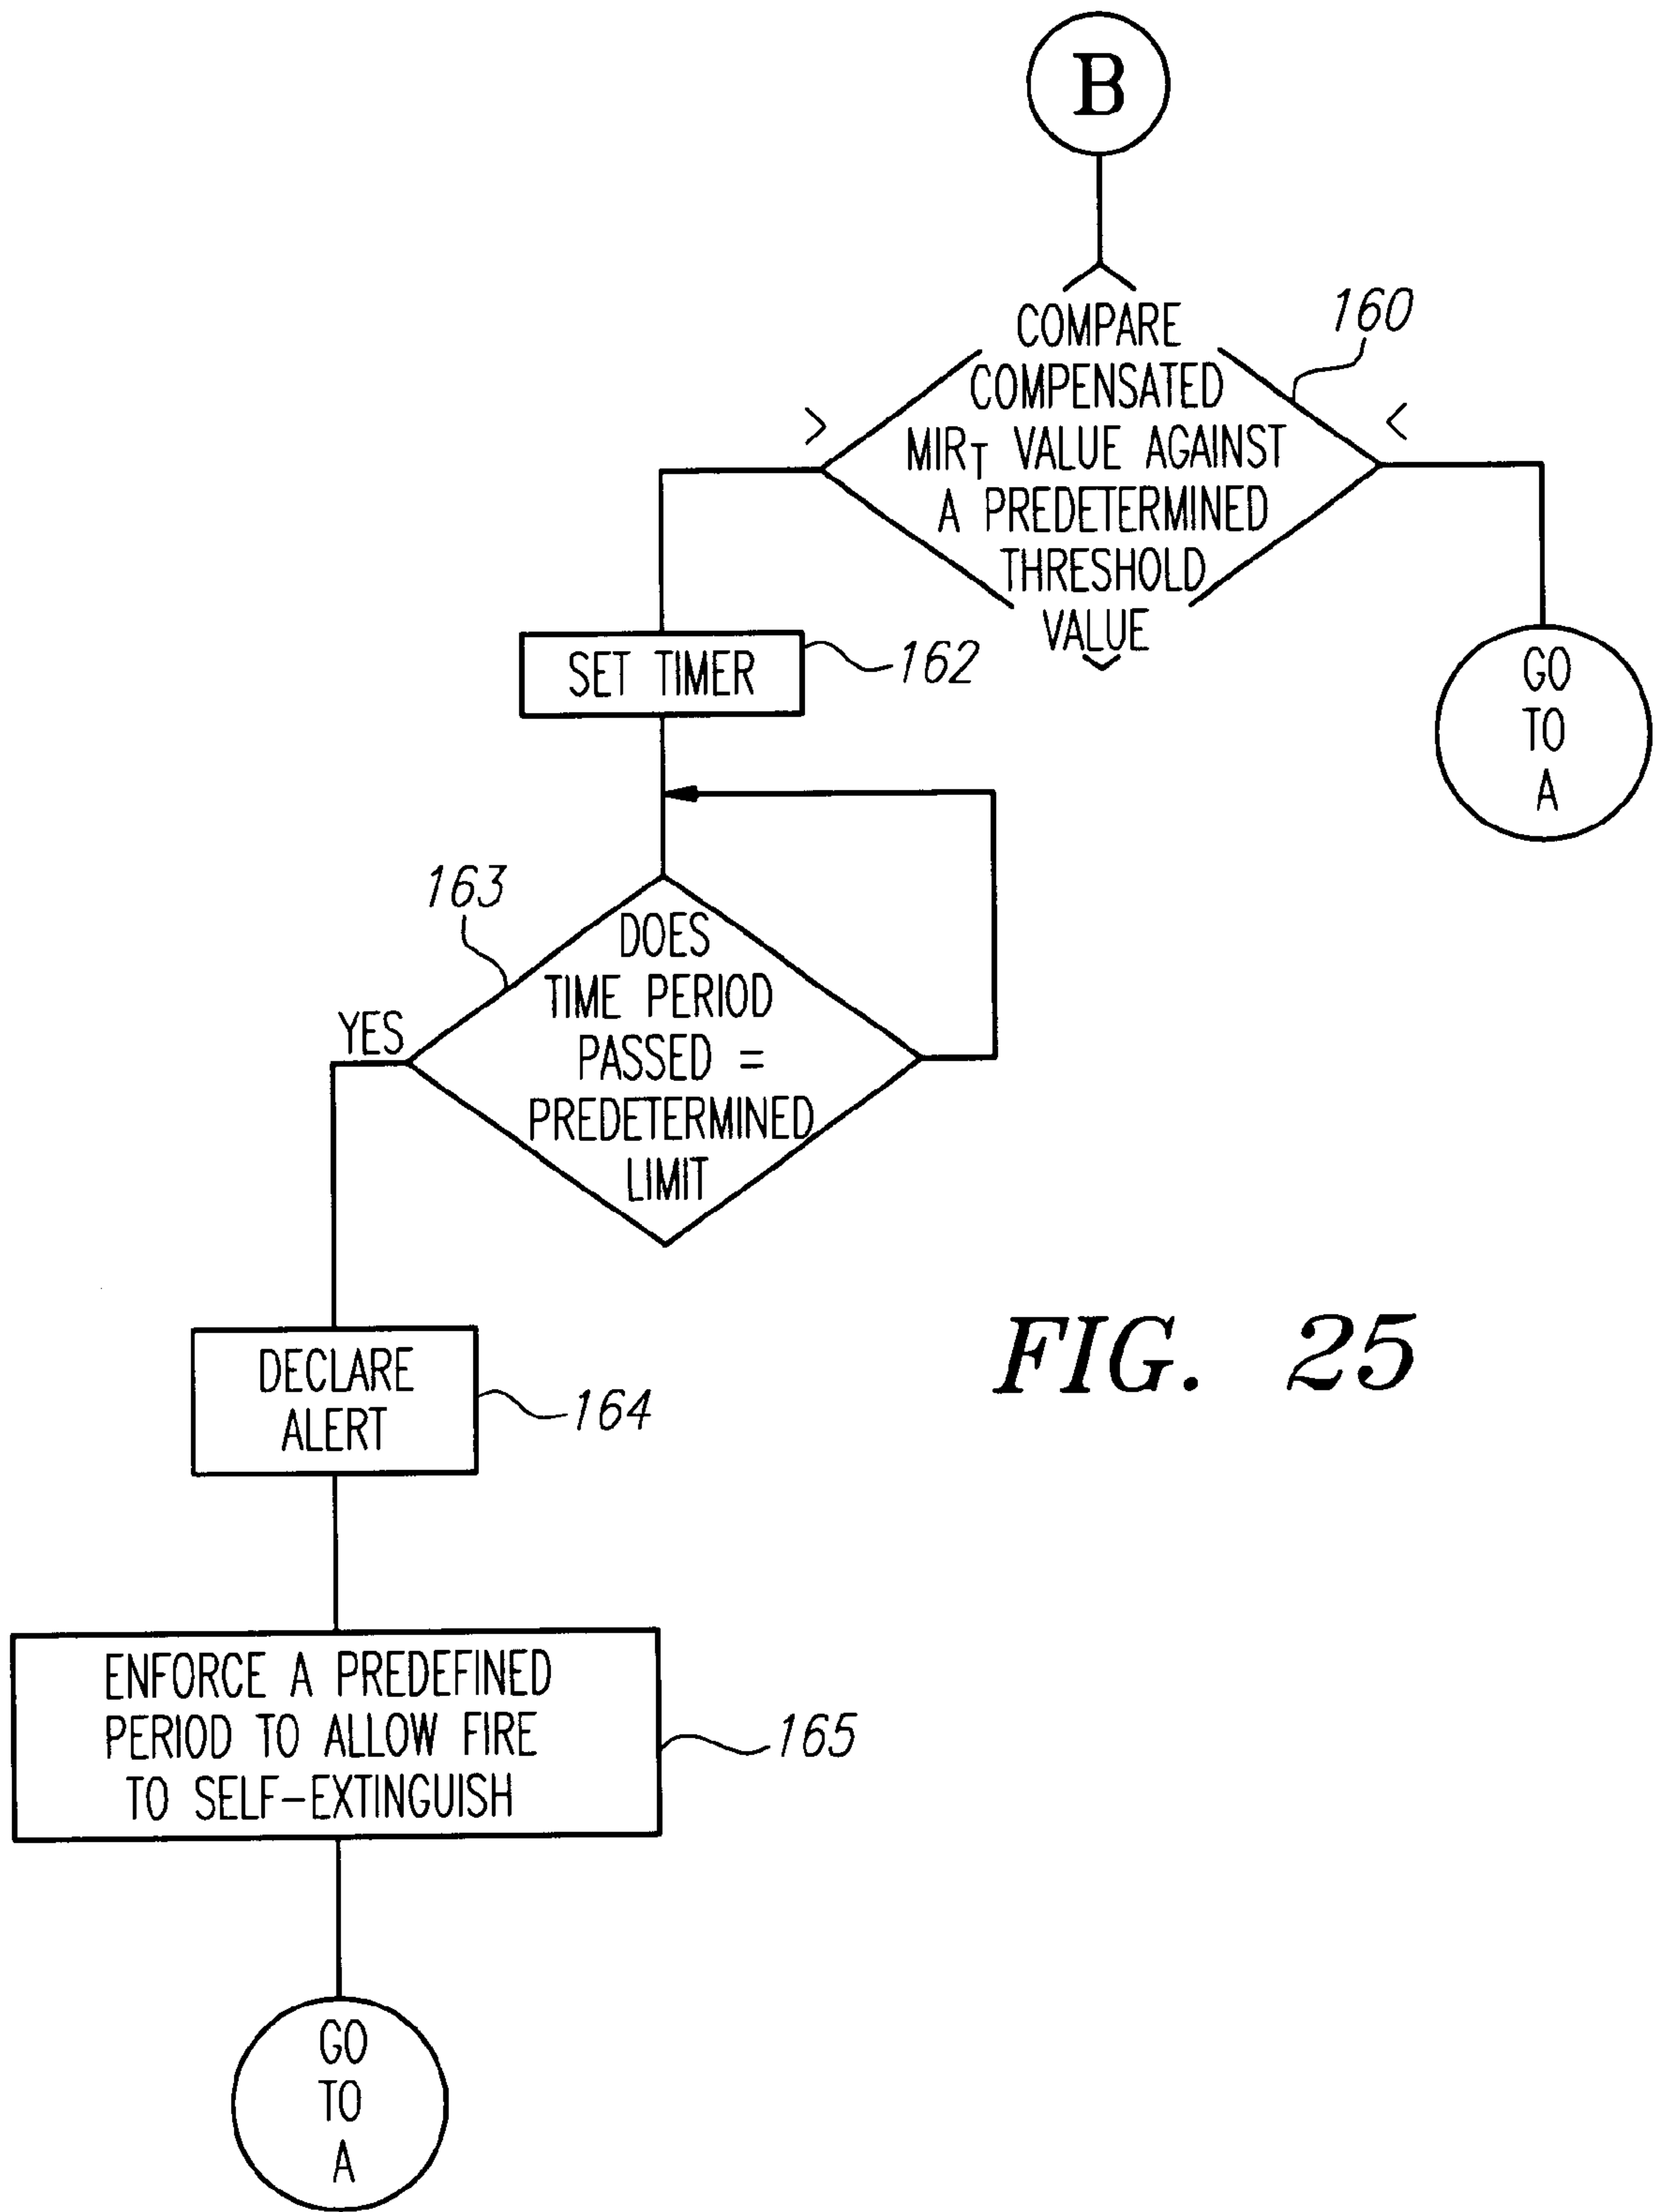 B
COMPARE
COMPENSATED
MIRT VALUE AGAINST
A PREDETERMINED
THRESHOLD
VALUE
160
>
<
SET TIMER
162
GO
TO
A
163
DOES
TIME PERIOD
PASSED =
PREDETERMINED
LIMIT
YES
DECLARE
ALERT
164
FIG. 25
ENFORCE A PREDEFINED
PERIOD TO ALLOW FIRE
TO SELF-EXTINGUISH
165
GO
TO
A